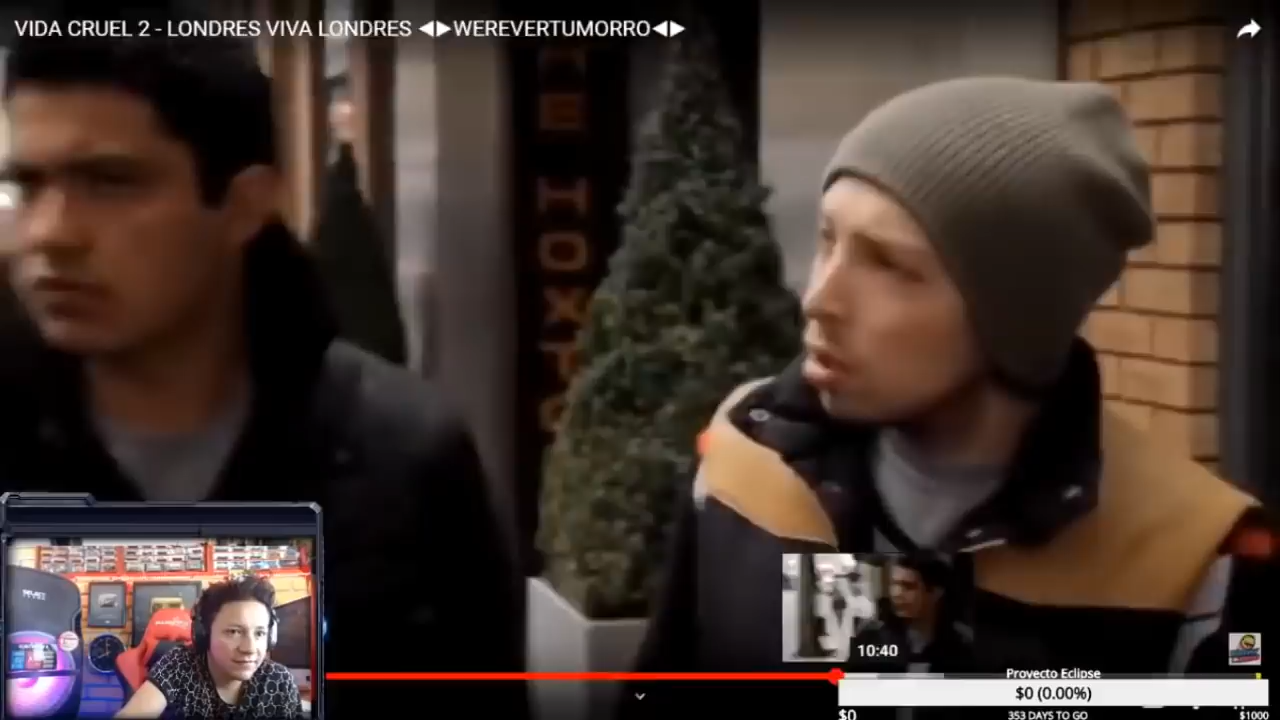 VIDA CRUEL 2 - LONDRES VIVA LONDRES ◀▶WEREVERTUMORRO◀▶
HOXTO
10:40
Proyecto Eclipse
$0 (0.00%)
$0
353 DAYS TO GO
$1000